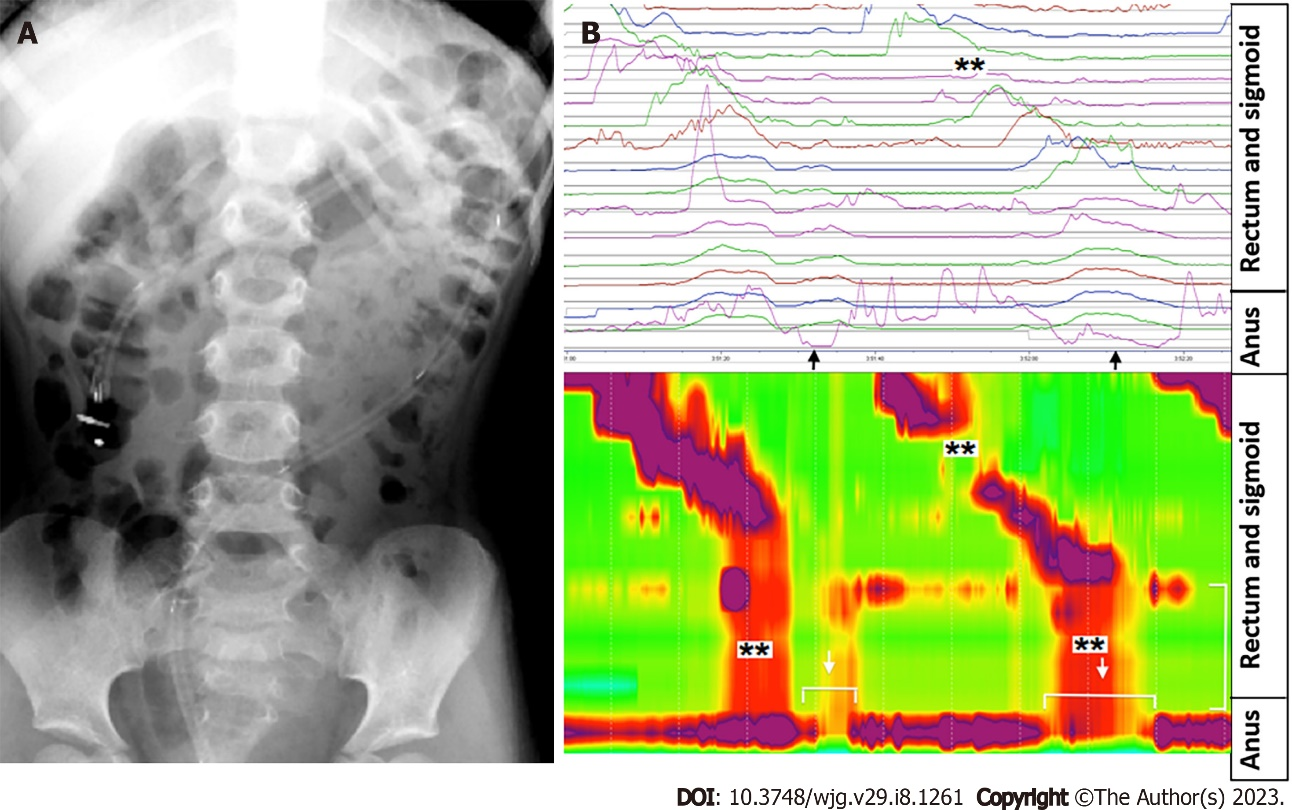 A
B
**
Rectum and sigmoid
Anus
3:51:20
3:51:40
3:52:00
3:52:20
**
**
**
Rectum and sigmoid
Anus
DOI: 10.3748/wjg.v29.i8.1261 Copyright ©The Author(s) 2023.